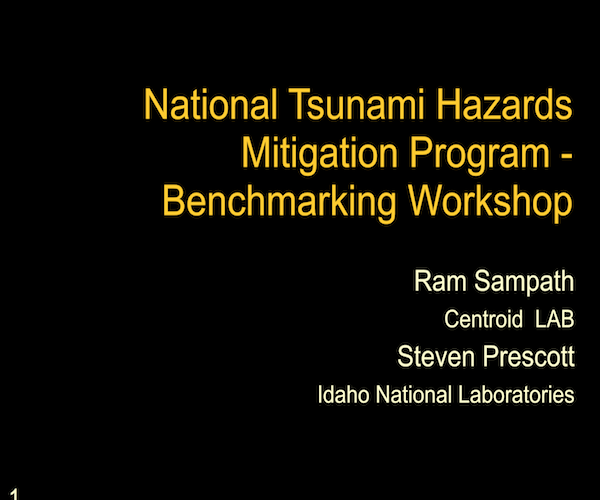 National Tsunami Hazards
Mitigation Program -
Benchmarking Workshop
Ram Sampath
Centroid LAB
Steven Prescott
Idaho National Laboratories
1